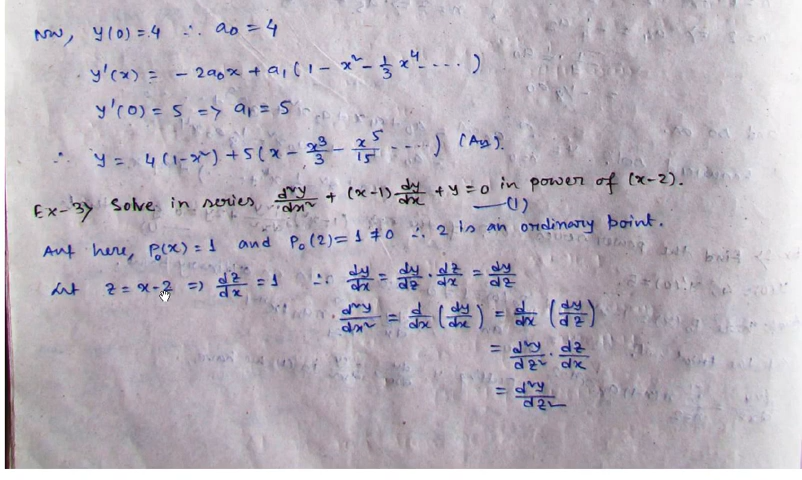 Now, y(0) = 4 ∴ a₀ = 4
y'(x) = - 2a₀x + a₁ ( 1 - x² - 1/3 x⁴ - ... )
y'(0) = 5 => a₁ = 5
∴ y = 4 (1-x²) + 5 ( x - x³/3 - x⁵/15 - ... ) (Ans).
Ex-3> Solve in series d²y/dx² + (x-1) dy/dx + y = 0 in power of (x-2).
—(1)
Ans here, P₀(x) = 1 and P₀(2) = 1 ≠ 0 ∴ 2 is an ordinary point.
Let z = x-2 => dz/dx = 1 ∴ dy/dx = dy/dz · dz/dx = dy/dz
d²y/dx² = d/dx (dy/dx) = d/dx (dy/dz)
= d²y/dz² · dz/dx
= d²y/dz²